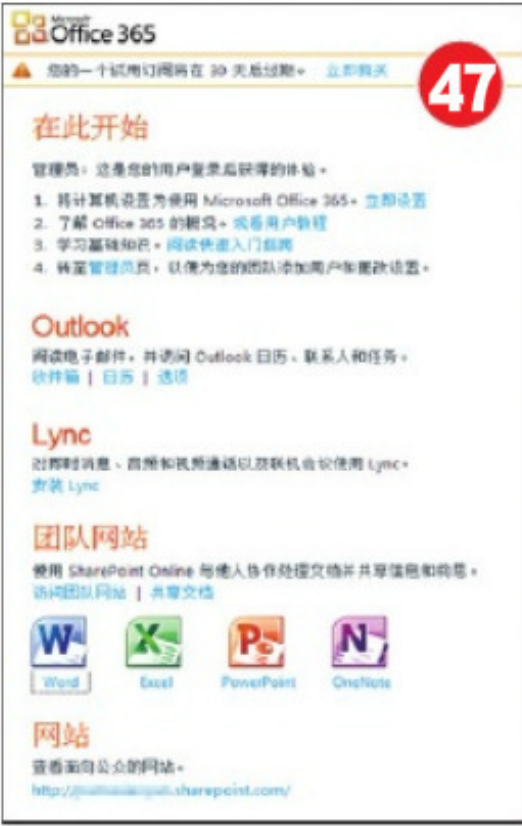 Microsoft
Office 365
您的一个试用订阅将在 30 天后过期。 立即购买
47
在此开始
管理员：这是您的用户登录后获得的体验。
1. 将计算机设置为使用 Microsoft Office 365。立即设置
2. 了解 Office 365 的概况。观看用户教程
3. 学习基础知识。阅读快速入门指南
4. 转至管理员页，以便为您的团队添加用户和更改设置。
Outlook
阅读电子邮件，并访问 Outlook 日历、联系人和任务。
收件箱 | 日历 | 选项
Lync
对即时消息、音频和视频通话以及联机会议使用 Lync。
安装 Lync
团队网站
使用 SharePoint Online 与他人协作处理文档并共享信息和构思。
访问团队网站 | 共享文档
Word Excel PowerPoint OneNote
网站
查看面向公众的网站。
http:// .sharepoint.com/